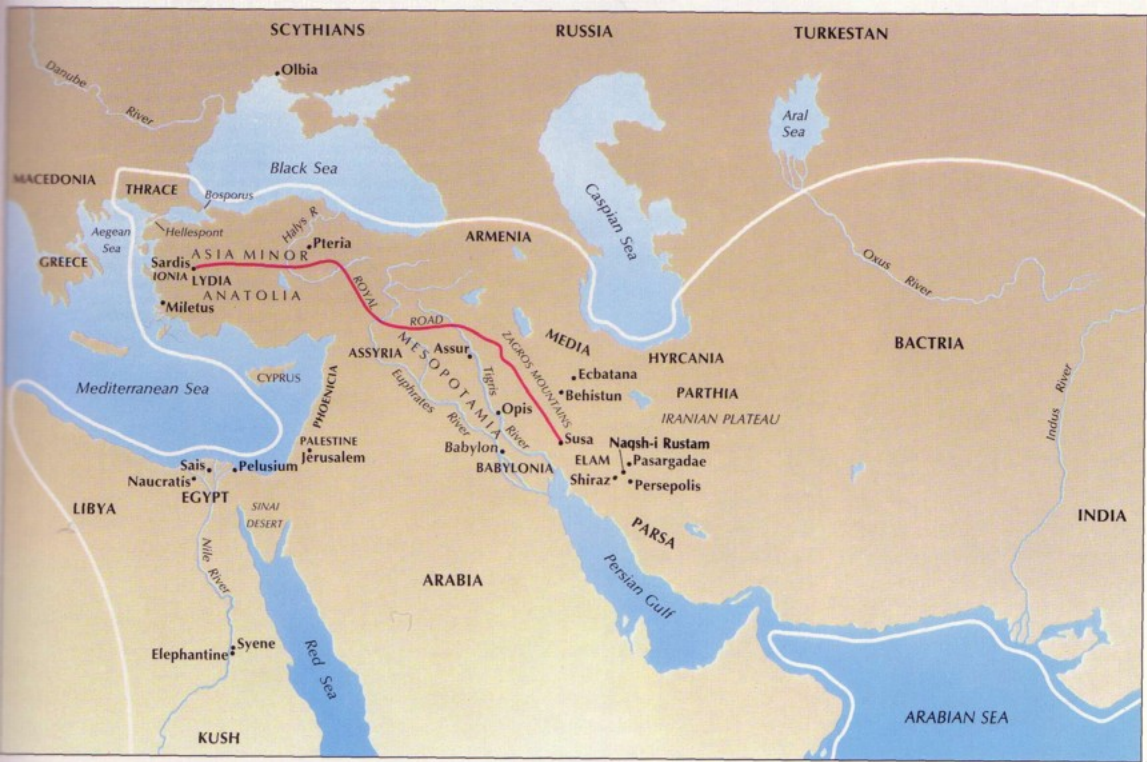 SCYTHIANS
RUSSIA
TURKESTAN
Olbia
Danube
River
Aral
Sea
Black Sea
Caspian Sea
MACEDONIA
THRACE
Bosporus
Hellespont
Aegean
Sea
Halys R
Pteria
ARMENIA
GREECE
Sardis
ASIA MINOR
IONIA
LYDIA
ANATOLIA
Miletus
ROYAL
ROAD
Oxus
River
MEDIA
HYRCANIA
BACTRIA
ASSYRIA
Assur
MESOPOTAMIA
ZAGROS MOUNTAINS
Tigris
River
Euphrates
River
Ecbatana
Behistun
PARTHIA
IRANIAN PLATEAU
Indus
River
Mediterranean Sea
CYPRUS
PHOENICIA
Opis
Babylon
BABYLONIA
Susa
Naqsh-i Rustam
ELAM
Pasargadae
Shiraz
Persepolis
PALESTINE
Jerusalem
Sais
Pelusium
Naucratis
EGYPT
LIBYA
SINAI
DESERT
PARSA
INDIA
Nile River
ARABIA
Persian Gulf
Syene
Elephantine
Red Sea
KUSH
ARABIAN SEA